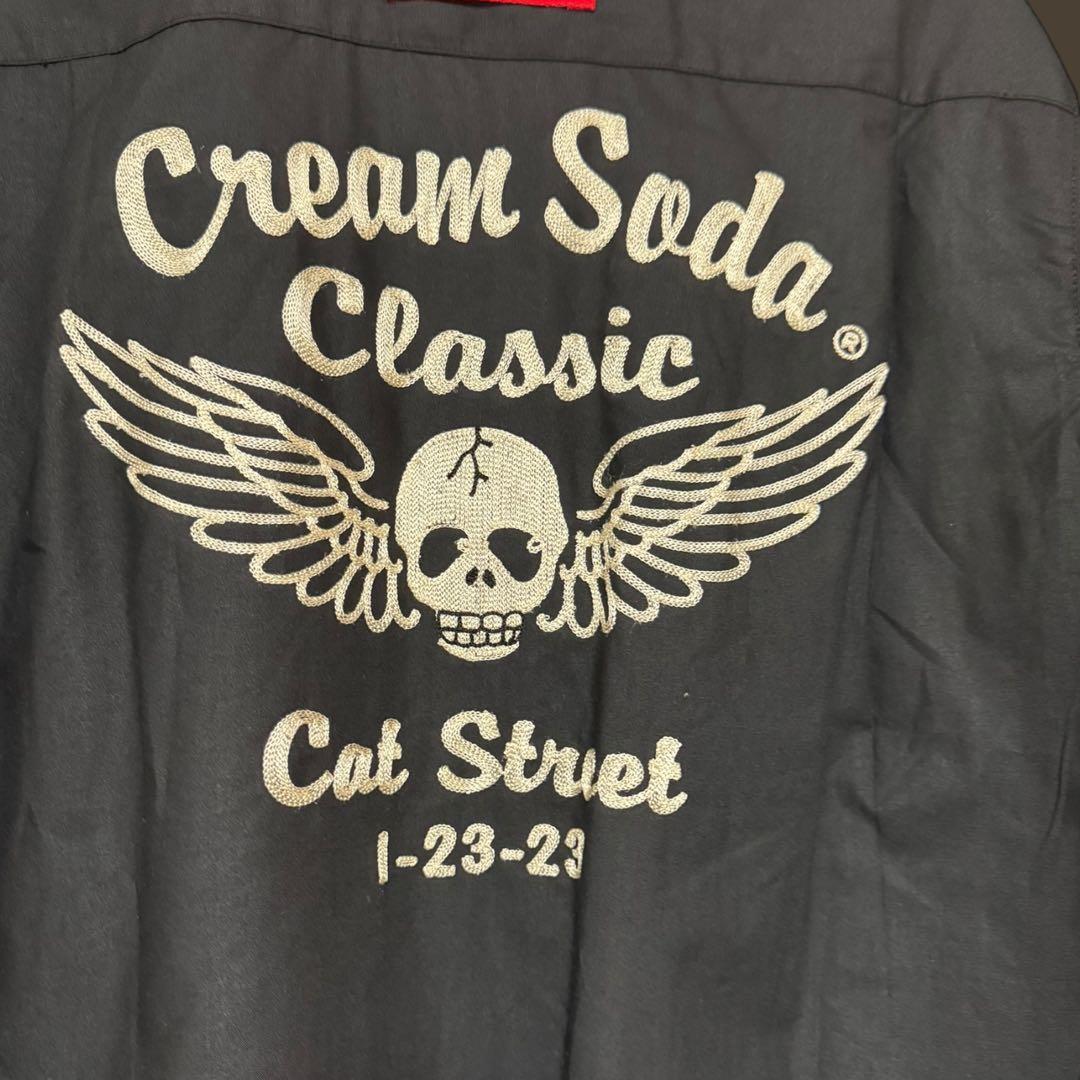 Cream Soda
®
Classic
Cat Street
1-23-23